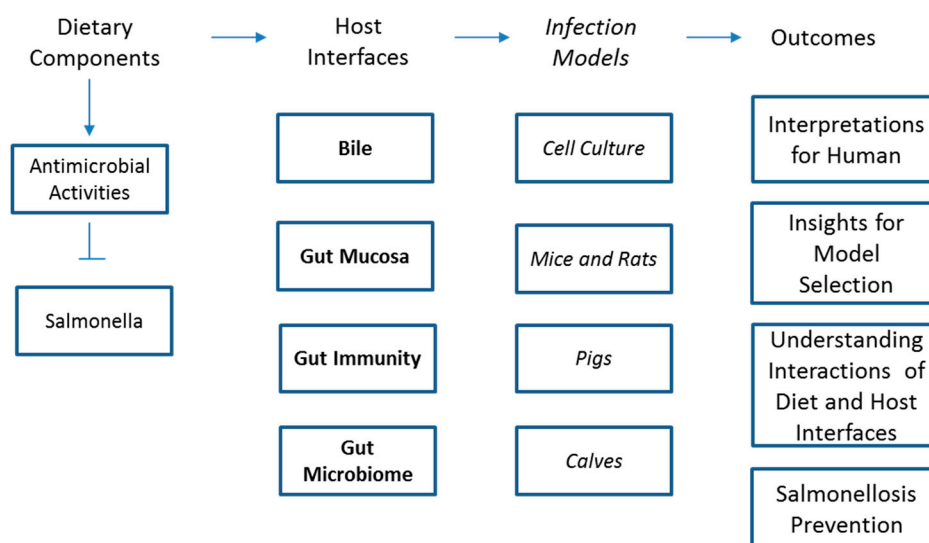 Dietary
Components
Host
Interfaces
Infection
Models
Outcomes
Antimicrobial
Activities
Salmonella
Bile
Gut Mucosa
Gut Immunity
Gut
Microbiome
Cell Culture
Mice and Rats
Pigs
Calves
Interpretations
for Human
Insights for
Model
Selection
Understanding
Interactions of
Diet and Host
Interfaces
Salmonellosis
Prevention